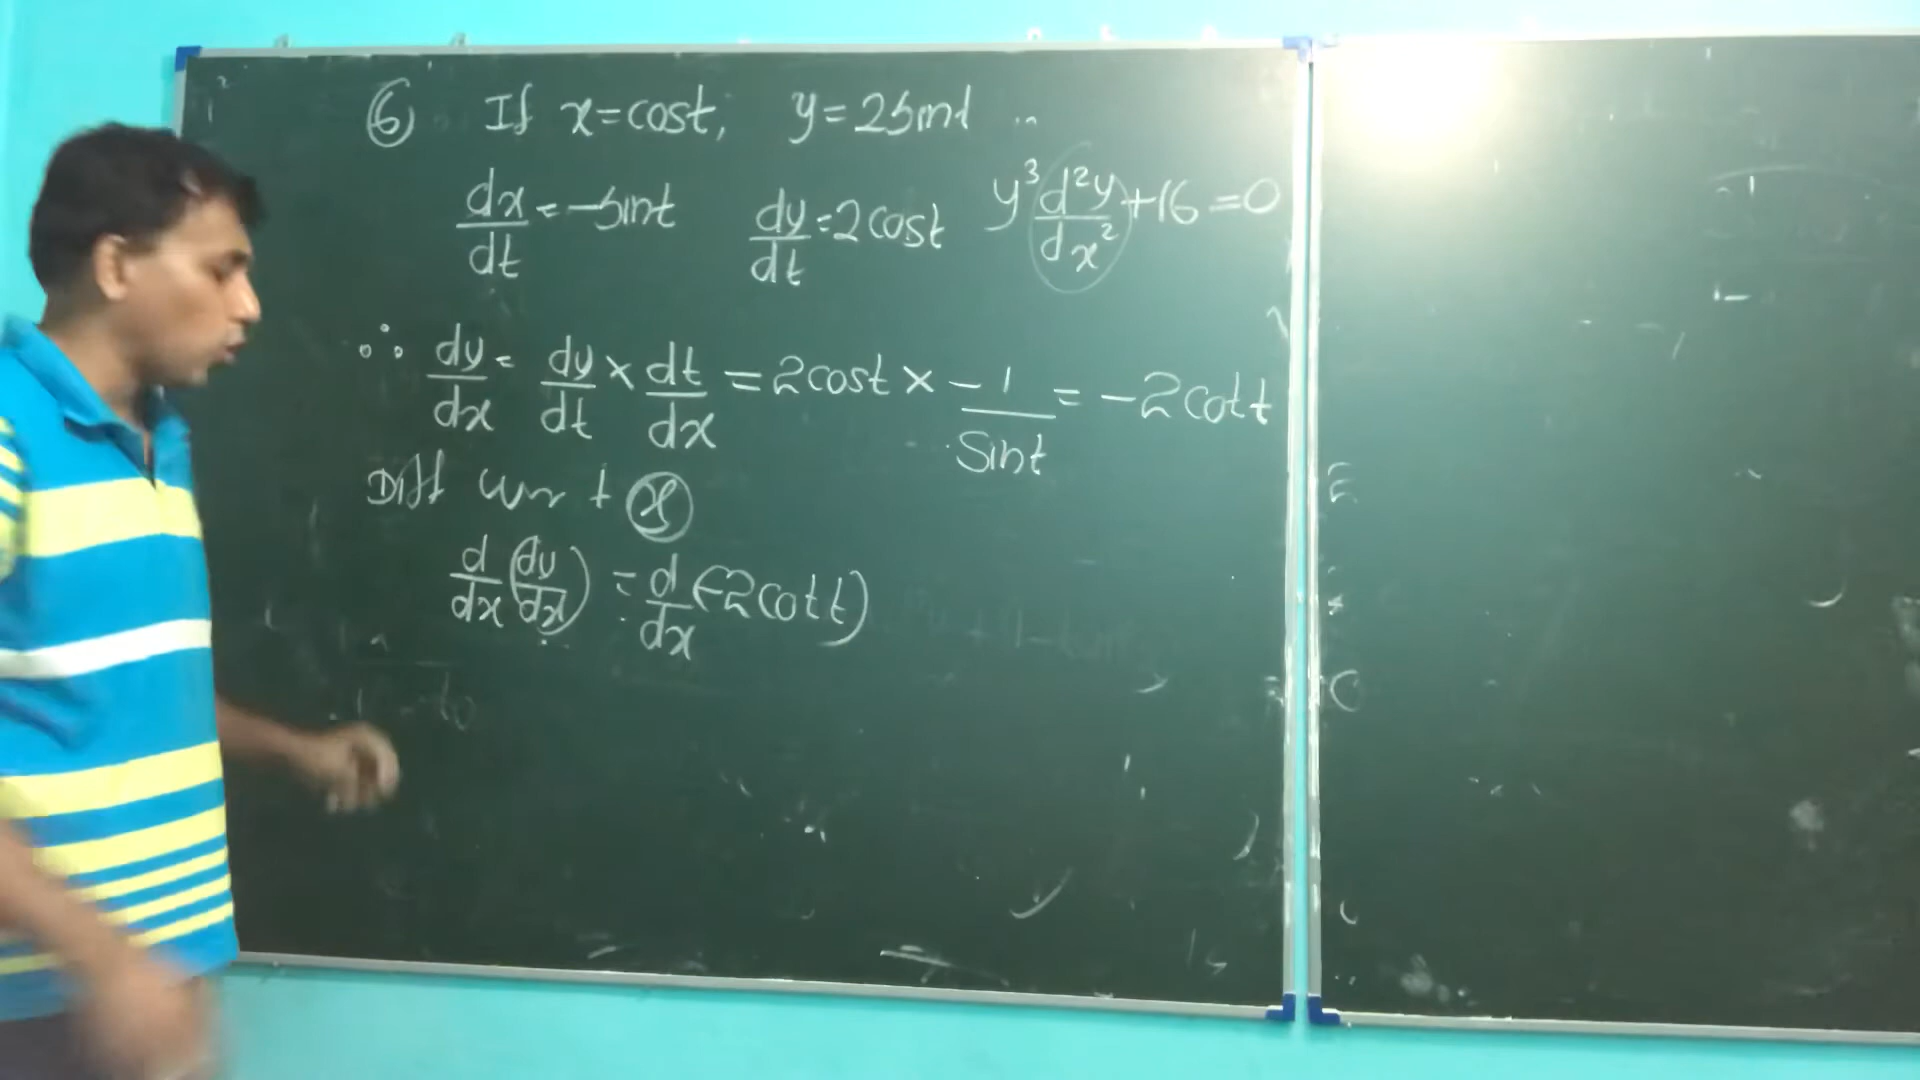 ⑥ If x=cost, y=2sint ..
dx/dt = -sint dy/dt = 2cost y³ d²y/dx² +16=0
∴ dy/dx = dy/dt × dt/dx = 2cost × -1/Sint = -2cott
Diff wr t x
d/dx (dy/dx) = d/dx (-2cott)